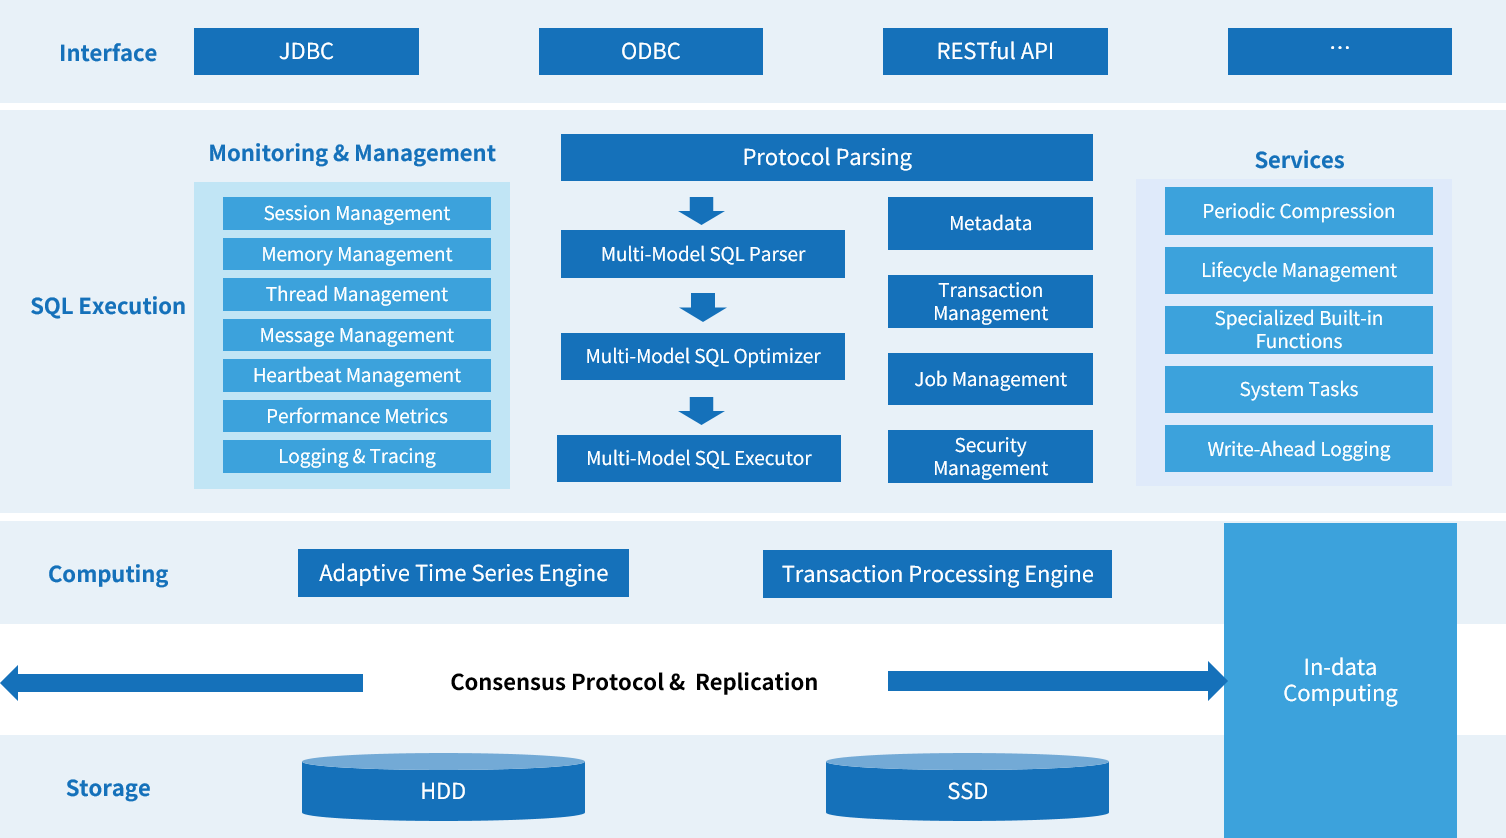 Interface
JDBC
ODBC
RESTful API
...
SQL Execution
Monitoring & Management
Session Management
Memory Management
Thread Management
Message Management
Heartbeat Management
Performance Metrics
Logging & Tracing
Protocol Parsing
Multi-Model SQL Parser
Multi-Model SQL Optimizer
Multi-Model SQL Executor
Metadata
Transaction
Management
Job Management
Security
Management
Services
Periodic Compression
Lifecycle Management
Specialized Built-in
Functions
System Tasks
Write-Ahead Logging
Computing
Adaptive Time Series Engine
Transaction Processing Engine
Consensus Protocol & Replication
In-data
Computing
Storage
HDD
SSD